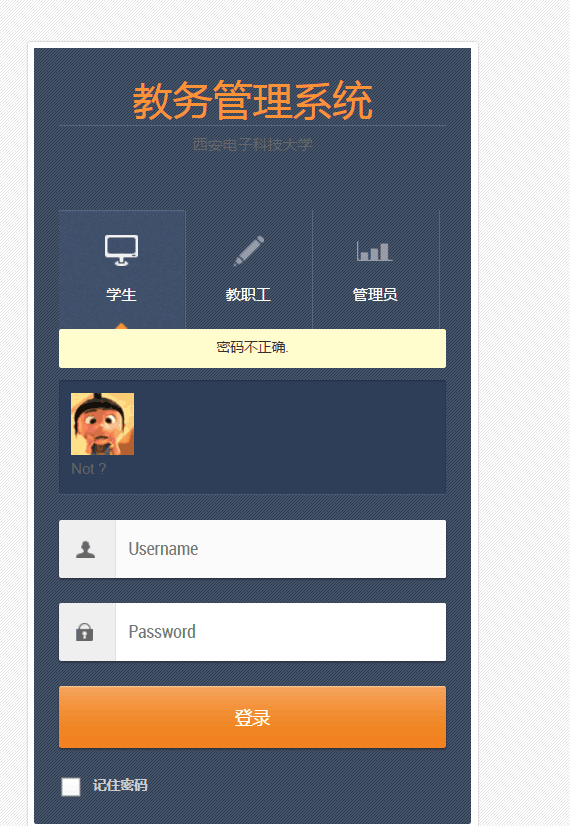 教务管理系统
西安电子科技大学
学生
教职工
管理员
密码不正确.
Not ?
Username
Password
登录
记住密码